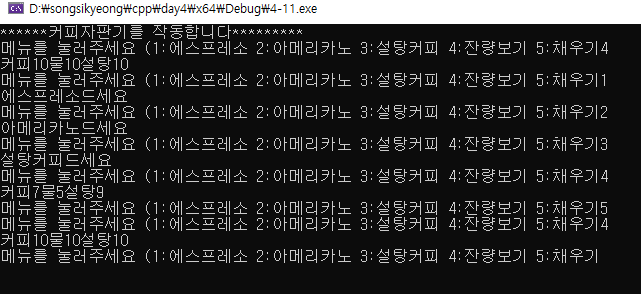 D:\songsikyeong\cpp\day4\x64\Debug\4-11.exe
******커피자판기를 작동합니다*********
메뉴를 눌러주세요 (1:에스프레소 2:아메리카노 3:설탕커피 4:잔량보기 5:채우기4
커피10물10설탕10
메뉴를 눌러주세요 (1:에스프레소 2:아메리카노 3:설탕커피 4:잔량보기 5:채우기1
에스프레소드세요
메뉴를 눌러주세요 (1:에스프레소 2:아메리카노 3:설탕커피 4:잔량보기 5:채우기2
아메리카노드세요
메뉴를 눌러주세요 (1:에스프레소 2:아메리카노 3:설탕커피 4:잔량보기 5:채우기3
설탕커피드세요
메뉴를 눌러주세요 (1:에스프레소 2:아메리카노 3:설탕커피 4:잔량보기 5:채우기4
커피7물5설탕9
메뉴를 눌러주세요 (1:에스프레소 2:아메리카노 3:설탕커피 4:잔량보기 5:채우기5
메뉴를 눌러주세요 (1:에스프레소 2:아메리카노 3:설탕커피 4:잔량보기 5:채우기4
커피10물10설탕10
메뉴를 눌러주세요 (1:에스프레소 2:아메리카노 3:설탕커피 4:잔량보기 5:채우기